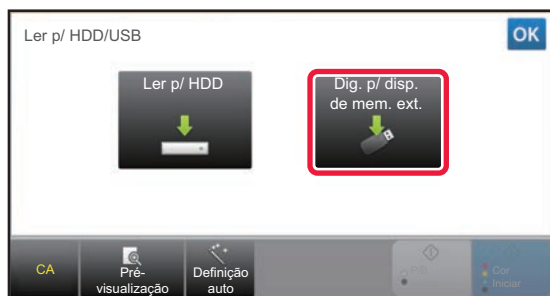 Ler p/ HDD/USB
OK
Ler p/ HDD
Dig. p/ disp.
de mem. ext.
CA
Pré-
visualização
Definição
auto
P/B
Cor
Iniciar